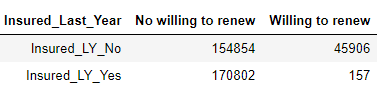 Insured_Last_Year No willing to renew Willing to renew
Insured_LY_No 154854 45906
Insured_LY_Yes 170802 157